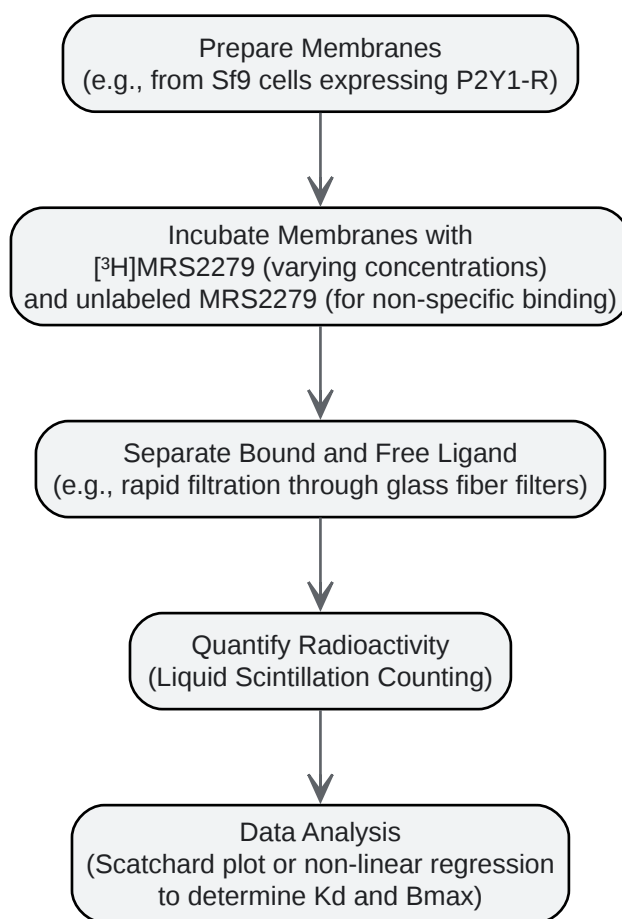 Prepare Membranes
(e.g., from Sf9 cells expressing P2Y1-R)
Incubate Membranes with
[³H]MRS2279 (varying concentrations)
and unlabeled MRS2279 (for non-specific binding)
Separate Bound and Free Ligand
(e.g., rapid filtration through glass fiber filters)
Quantify Radioactivity
(Liquid Scintillation Counting)
Data Analysis
(Scatchard plot or non-linear regression
to determine Kd and Bmax)